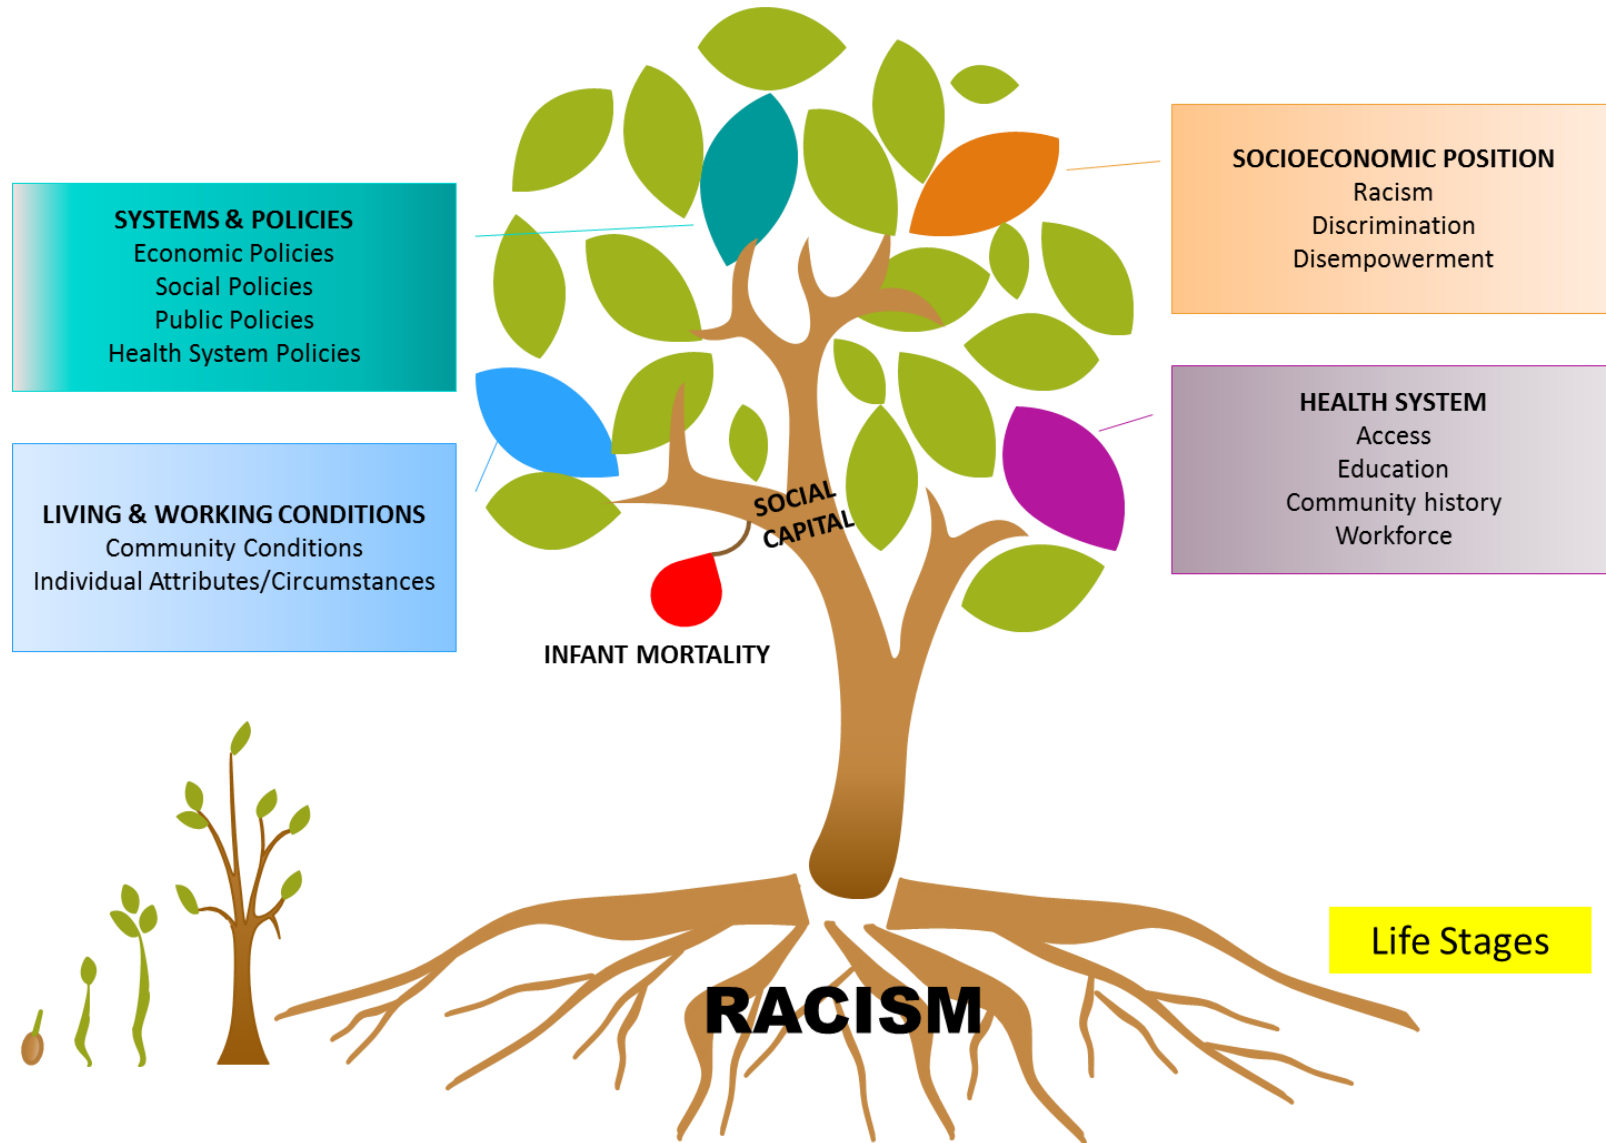 SYSTEMS & POLICIES
Economic Policies
Social Policies
Public Policies
Health System Policies
LIVING & WORKING CONDITIONS
Community Conditions
Individual Attributes/Circumstances
SOCIOECONOMIC POSITION
Racism
Discrimination
Disempowerment
HEALTH SYSTEM
Access
Education
Community history
Workforce
SOCIAL
CAPITAL
INFANT MORTALITY
Life Stages
RACISM